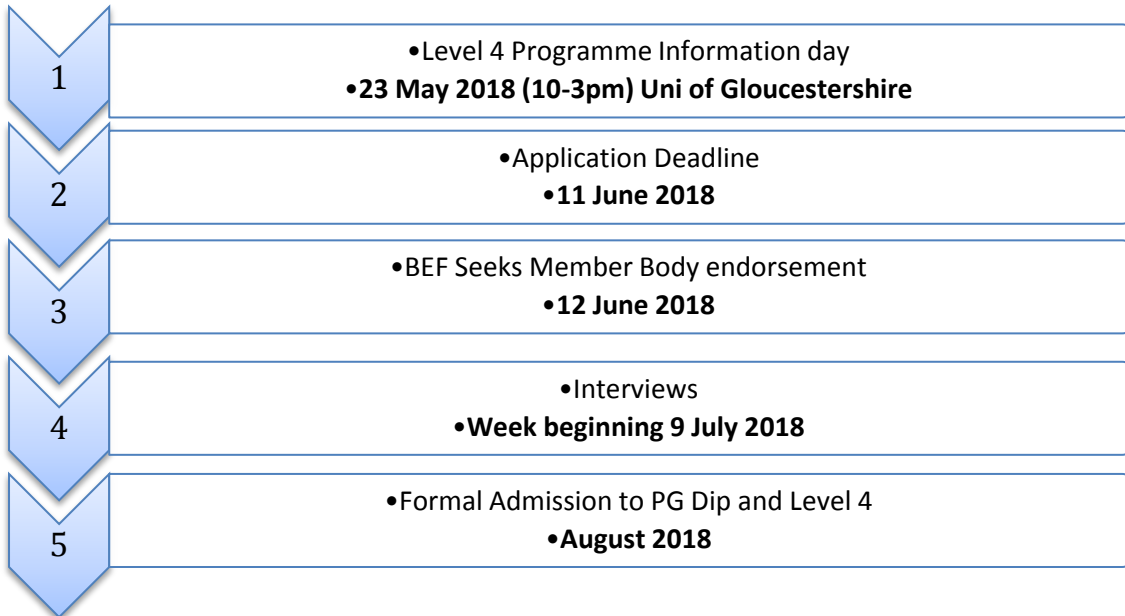 1
•Level 4 Programme Information day
•23 May 2018 (10-3pm) Uni of Gloucestershire
2
•Application Deadline
•11 June 2018
3
•BEF Seeks Member Body endorsement
•12 June 2018
4
•Interviews
•Week beginning 9 July 2018
5
•Formal Admission to PG Dip and Level 4
•August 2018